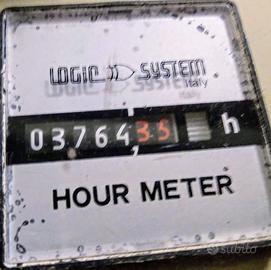 LOGIC SYSTEM
Italy
03764,35 h
HOUR METER
subito